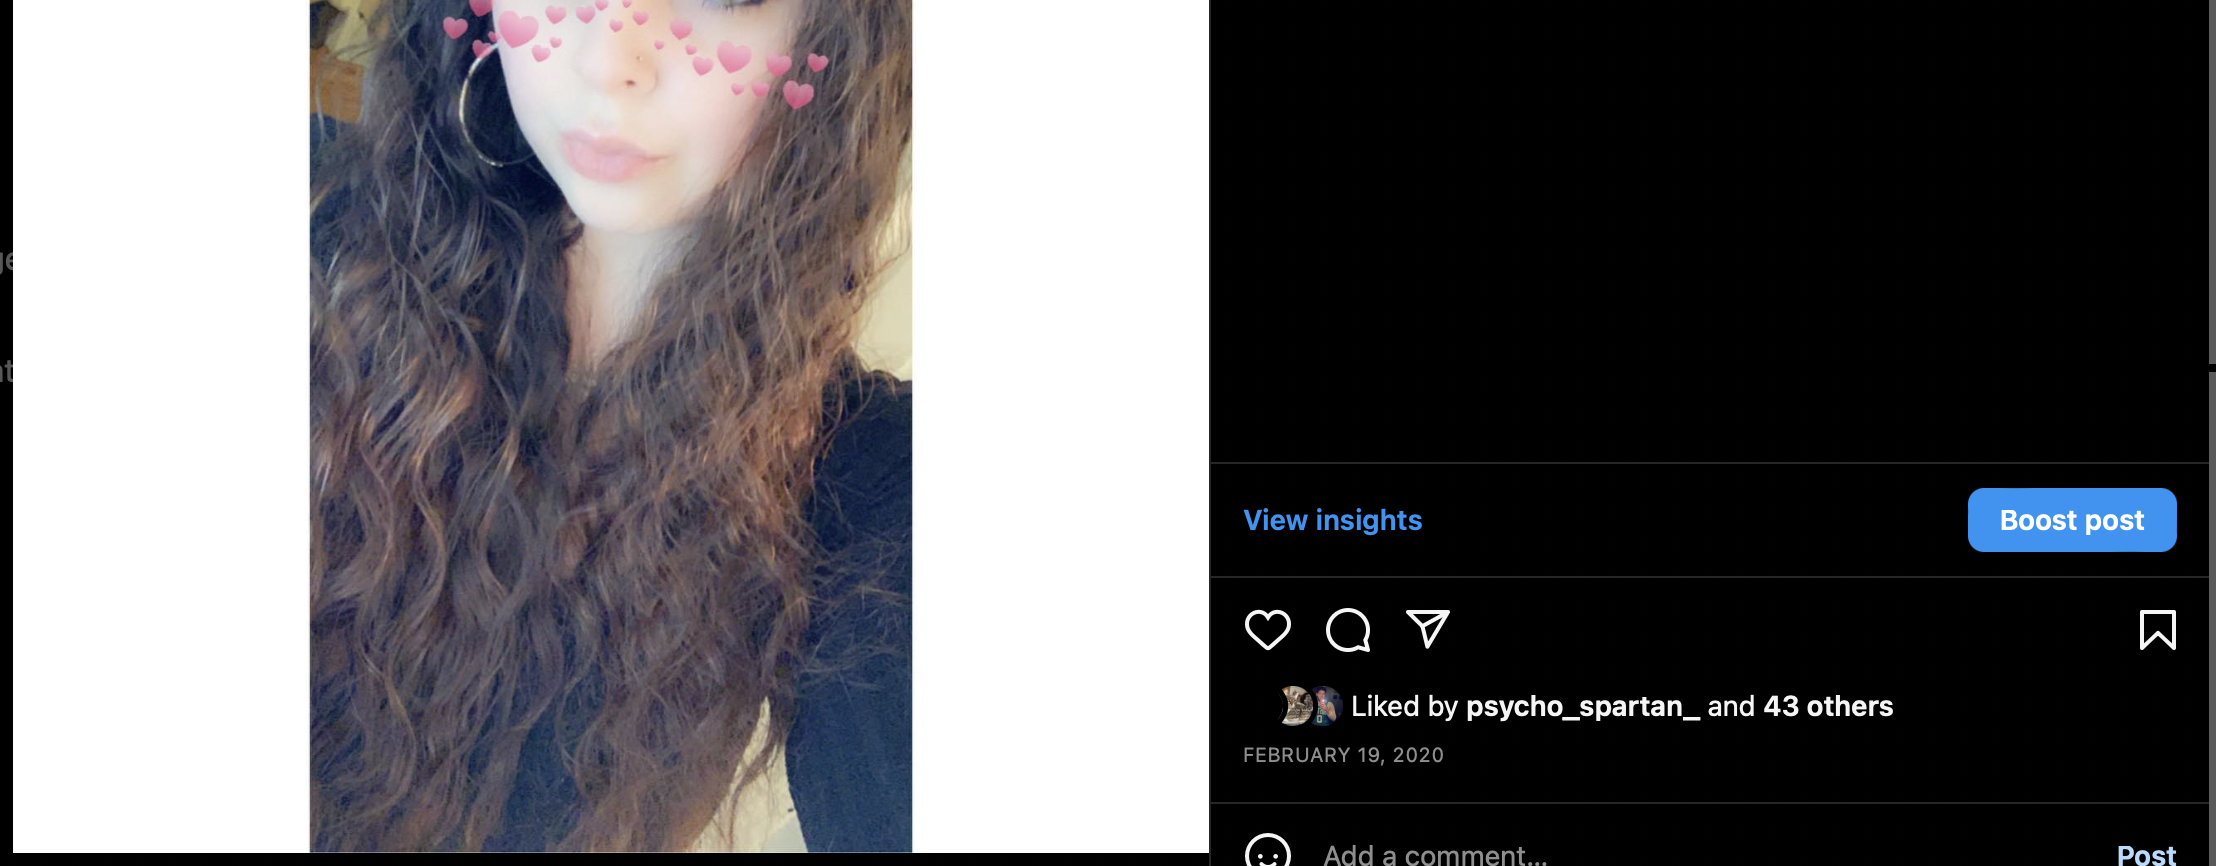 View insights
Boost post
Liked by psycho_spartan_ and 43 others
FEBRUARY 19, 2020
Add a comment...
Post